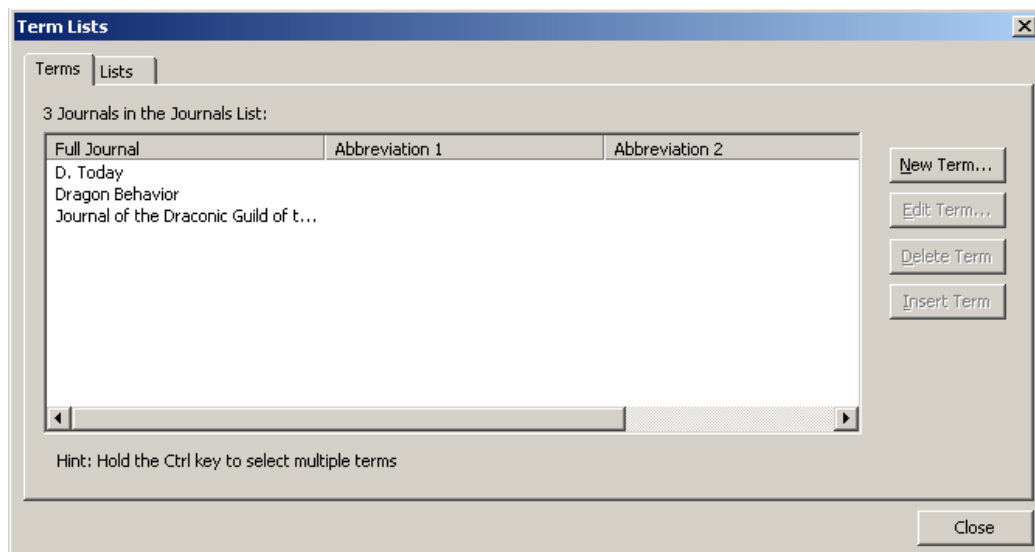 Term Lists
Terms Lists
3 Journals in the Journals List:
Full Journal Abbreviation 1 Abbreviation 2
D. Today
Dragon Behavior
Journal of the Draconic Guild of t...
New Term...
Edit Term...
Delete Term
Insert Term
Hint: Hold the Ctrl key to select multiple terms
Close